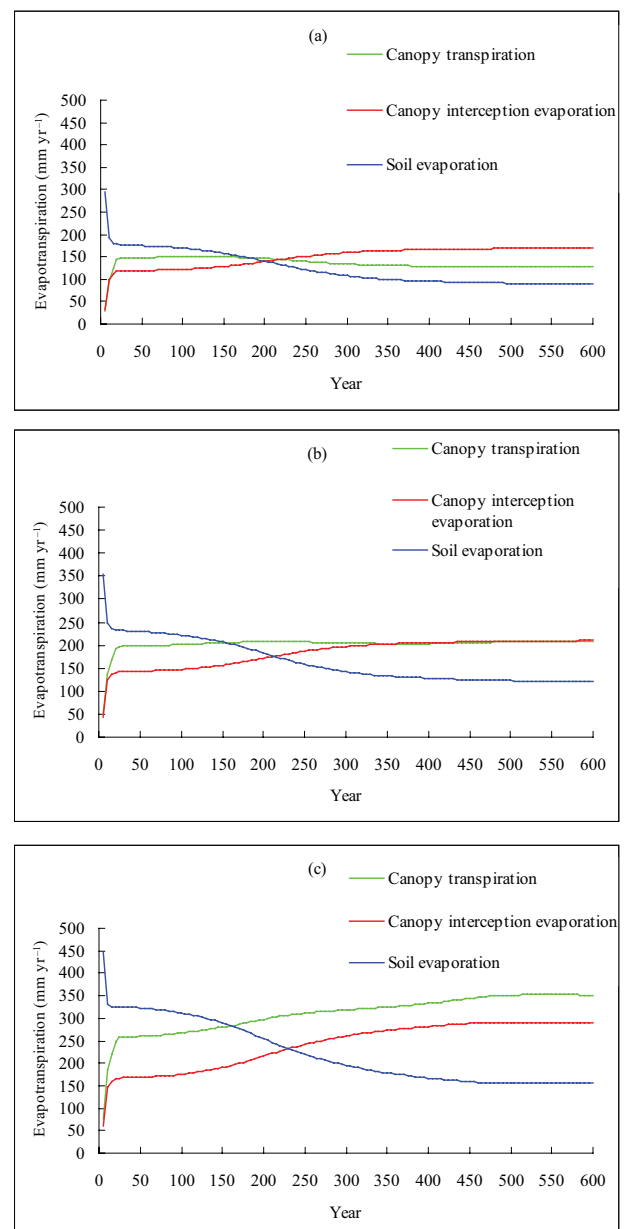 (a)
Canopy transpiration
Canopy interception evaporation
Soil evaporation
Evapotranspiration (mm yr⁻¹)
500
450
400
350
300
250
200
150
100
50
0
0 50 100 150 200 250 300 350 400 450 500 550 600
Year
(b)
Canopy transpiration
Canopy interception
evaporation
Soil evaporation
Evapotranspiration (mm yr⁻¹)
500
450
400
350
300
250
200
150
100
50
0
0 50 100 150 200 250 300 350 400 450 500 550 600
Year
(c)
Canopy transpiration
Canopy interception evaporation
Soil evaporation
Evapotranspiration (mm yr⁻¹)
500
450
400
350
300
250
200
150
100
50
0
0 50 100 150 200 250 300 350 400 450 500 550 600
Year